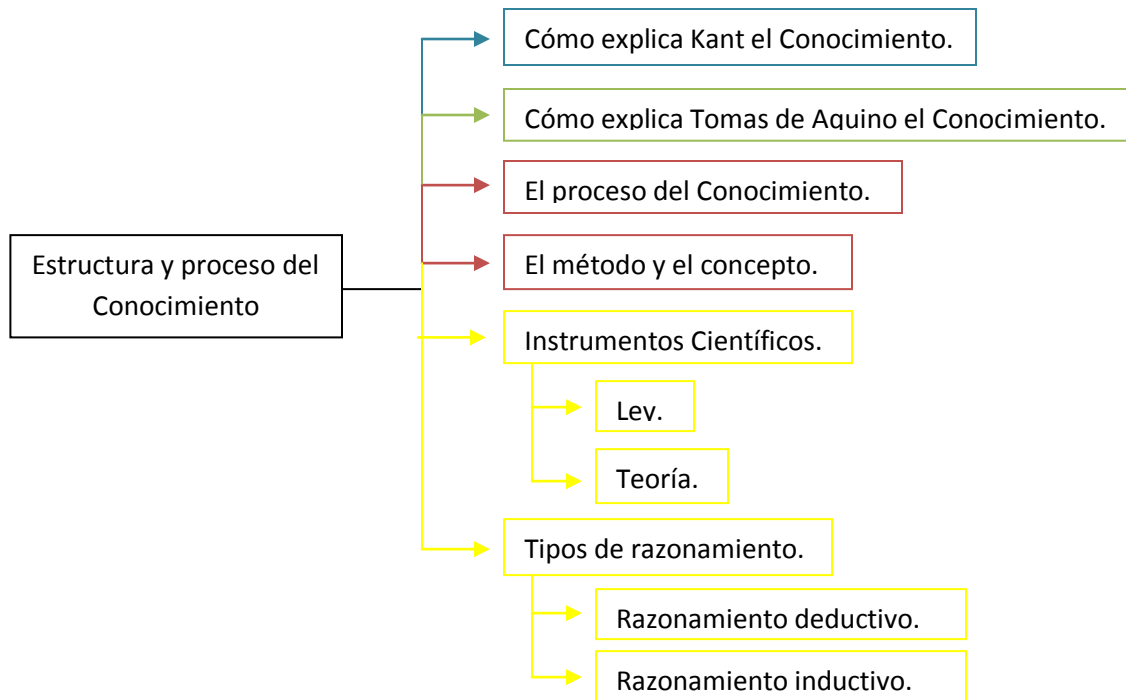 Cómo explica Kant el Conocimiento.
Cómo explica Tomas de Aquino el Conocimiento.
El proceso del Conocimiento.
Estructura y proceso del
Conocimiento
El método y el concepto.
Instrumentos Científicos.
Ley.
Teoría.
Tipos de razonamiento.
Razonamiento deductivo.
Razonamiento inductivo.